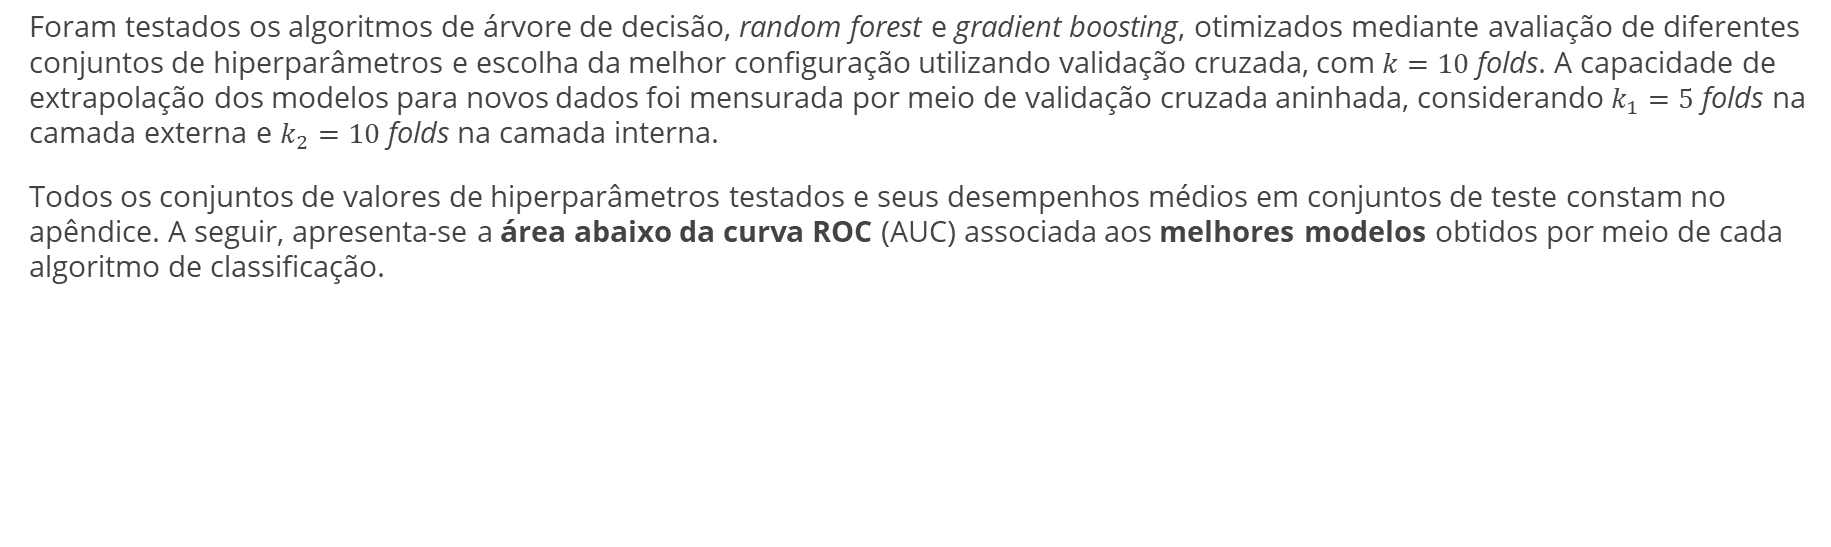 Foram testados os algoritmos de árvore de decisão, random forest e gradient boosting, otimizados mediante avaliação de diferentes
conjuntos de hiperparâmetros e escolha da melhor configuração utilizando validação cruzada, com k = 10 folds. A capacidade de
extrapolação dos modelos para novos dados foi mensurada por meio de validação cruzada aninhada, considerando k₁ = 5 folds na
camada externa e k₂ = 10 folds na camada interna.
Todos os conjuntos de valores de hiperparâmetros testados e seus desempenhos médios em conjuntos de teste constam no
apêndice. A seguir, apresenta-se a área abaixo da curva ROC (AUC) associada aos melhores modelos obtidos por meio de cada
algoritmo de classificação.